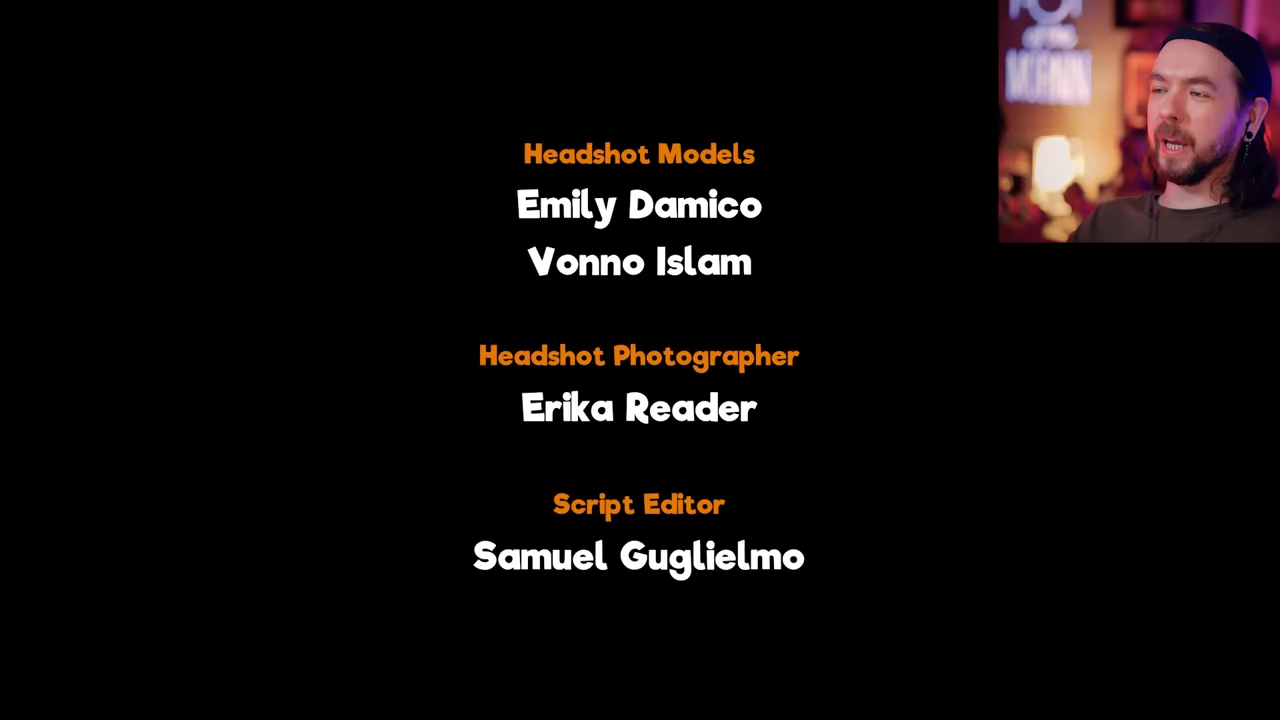 Headshot Models
Emily Damico
Vonno Islam
Headshot Photographer
Erika Reader
Script Editor
Samuel Guglielmo